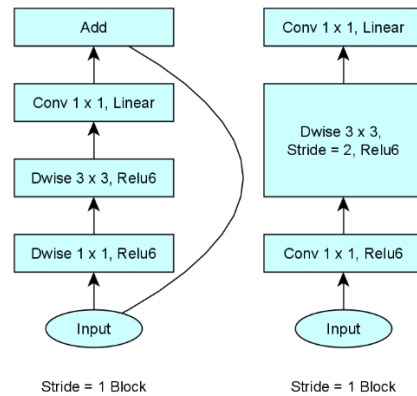 Add
Conv 1 x 1, Linear
Dwise 3 x 3, Relu6
Dwise 1 x 1, Relu6
Input
Stride = 1 Block
Conv 1 x 1, Linear
Dwise 3 x 3,
Stride = 2, Relu6
Conv 1 x 1, Relu6
Input
Stride = 1 Block